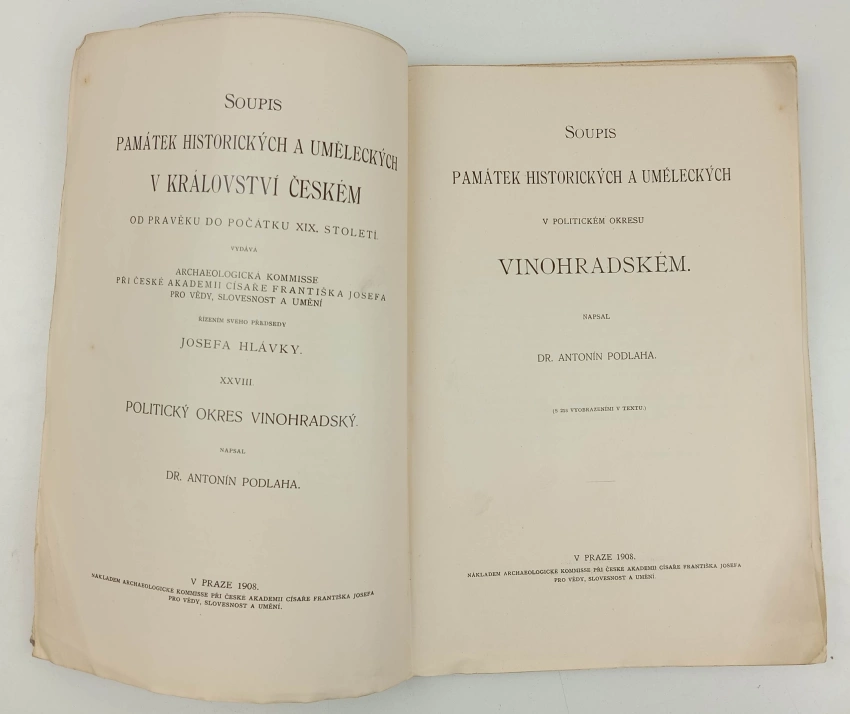 SOUPIS
PAMÁTEK HISTORICKÝCH A UMĚLECKÝCH
V KRÁLOVSTVÍ ČESKÉM
OD PRAVĚKU DO POČÁTKU XIX. STOLETÍ.
VYDÁVÁ
ARCHAEOLOGICKÁ KOMMISSE
PŘI ČESKÉ AKADEMII CÍSAŘE FRANTIŠKA JOSEFA
PRO VĚDY, SLOVESNOST A UMĚNÍ
ŘÍZENÍM SVÉHO PŘEDSEDY
JOSEFA HLÁVKY.
XXVIII
POLITICKÝ OKRES VINOHRADSKÝ.
NAPSAL
DR. ANTONÍN PODLAHA.
V PRAZE 1908.
NÁKLADEM ARCHAEOLOGICKÉ KOMMISSE PŘI ČESKÉ AKADEMII CÍSAŘE FRANTIŠKA JOSEFA
PRO VĚDY, SLOVESNOST A UMĚNÍ.
SOUPIS
PAMÁTEK HISTORICKÝCH A UMĚLECKÝCH
V POLITICKÉM OKRESU
VINOHRADSKÉM.
NAPSAL
DR. ANTONÍN PODLAHA.
(S VYOBRAZENÍMI V TEXTU.)
V PRAZE 1908.
NÁKLADEM ARCHAEOLOGICKÉ KOMMISSE PŘI ČESKÉ AKADEMII CÍSAŘE FRANTIŠKA JOSEFA
PRO VĚDY, SLOVESNOST A UMĚNÍ